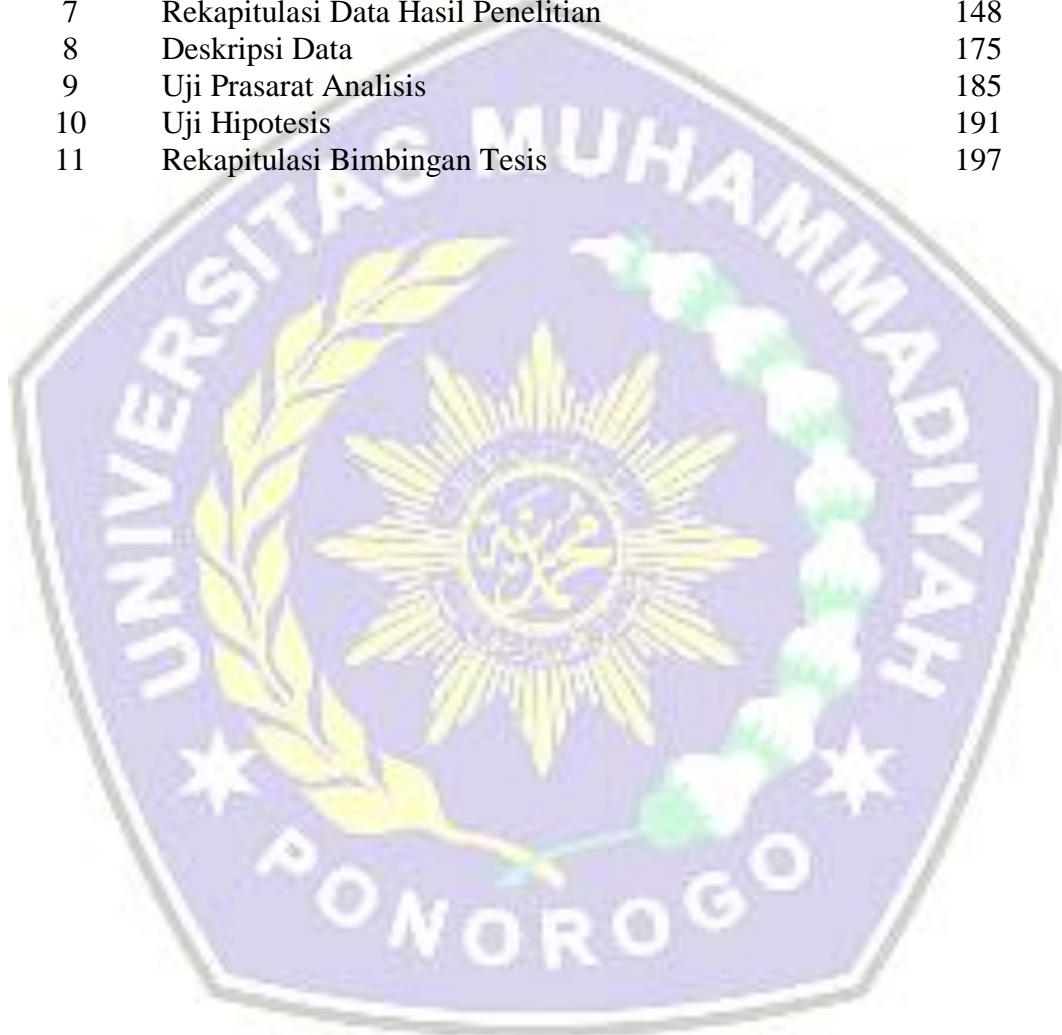 7 Rekapitulasi Data Hasil Penelitian 148
8 Deskripsi Data 175
9 Uji Prasarat Analisis 185
10 Uji Hipotesis 191
11 Rekapitulasi Bimbingan Tesis 197
UNIVERSITAS MUHAMMADIYAH
PONOROGO